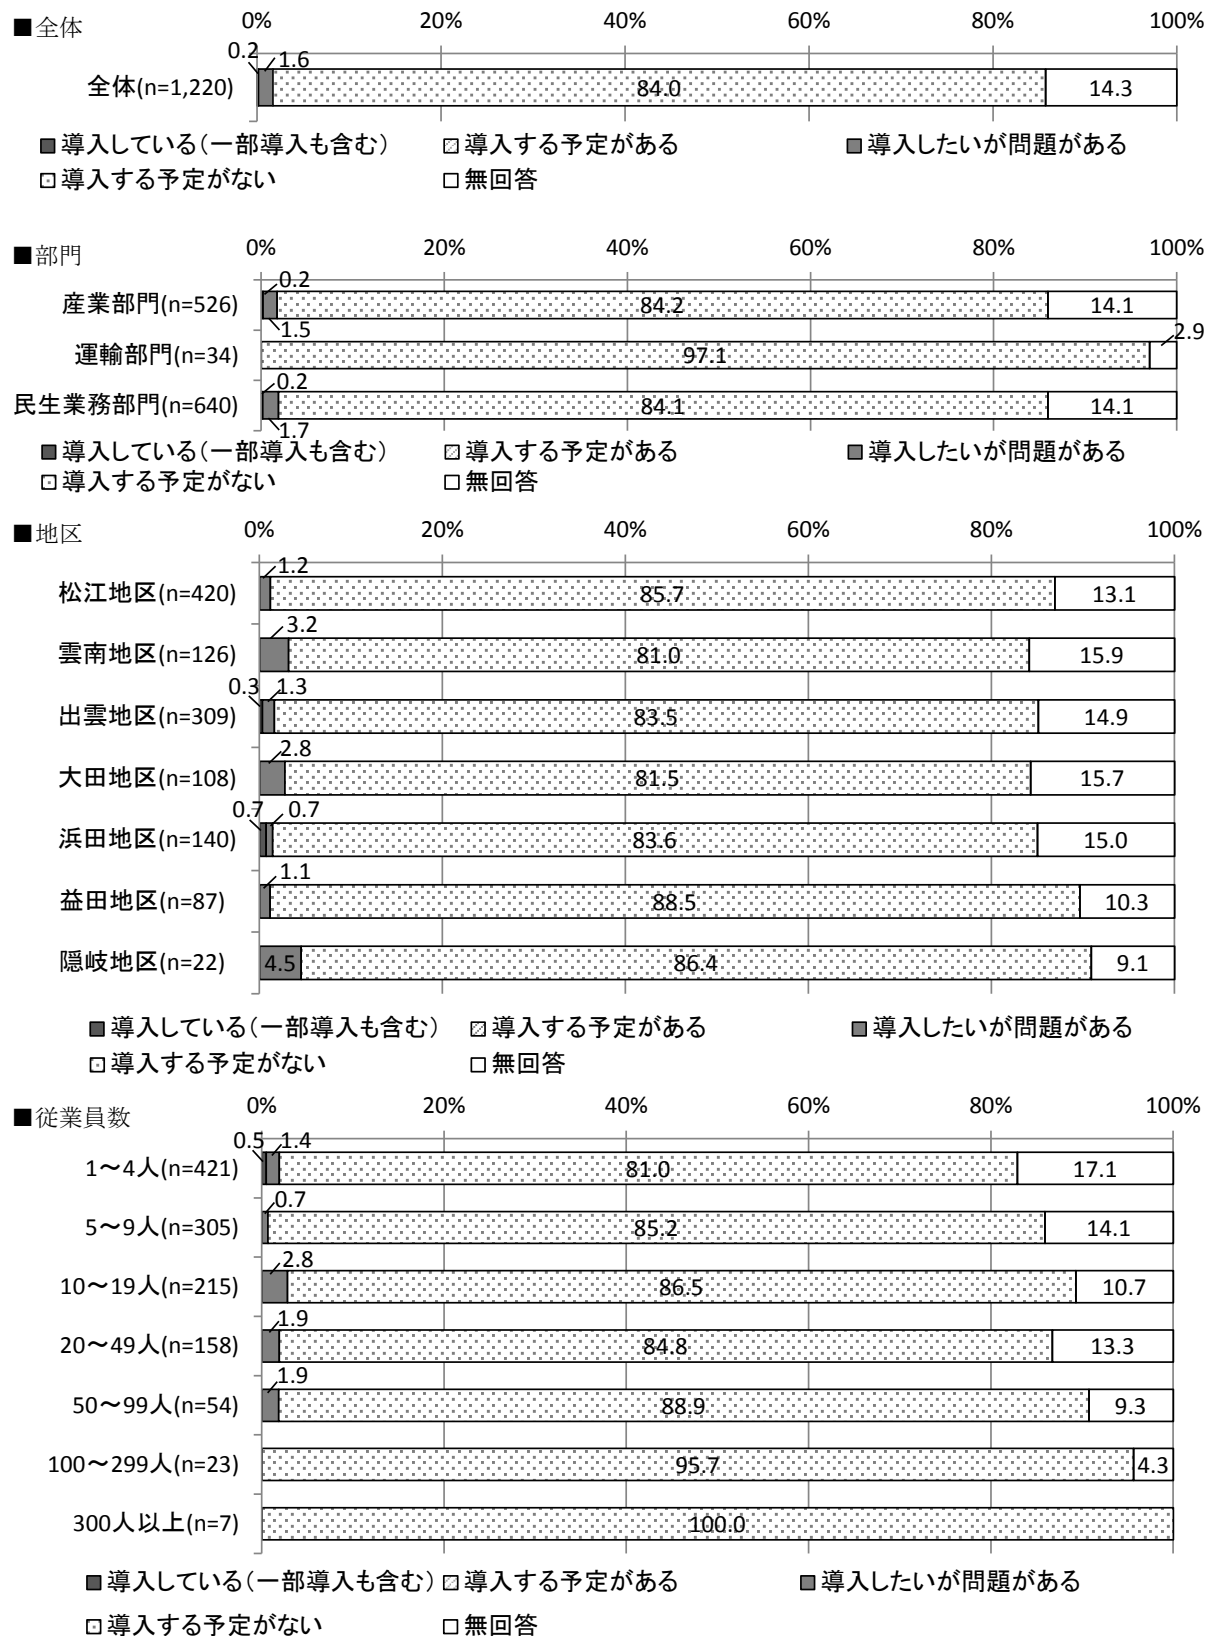 ■全体
0% 20% 40% 60% 80% 100%
0.2 1.6
全体(n=1,220) 84.0 14.3
導入している(一部導入も含む) 導入する予定がある 導入したいが問題がある
導入する予定がない 無回答
■部門
0% 20% 40% 60% 80% 100%
0.2
産業部門(n=526) 84.2 14.1
1.5
2.9
運輸部門(n=34) 97.1
0.2
民生業務部門(n=640) 84.1 14.1
1.7
導入している(一部導入も含む) 導入する予定がある 導入したいが問題がある
導入する予定がない 無回答
■地区
0% 20% 40% 60% 80% 100%
1.2
松江地区(n=420) 85.7 13.1
3.2
雲南地区(n=126) 81.0 15.9
0.3 1.3
出雲地区(n=309) 83.5 14.9
2.8
大田地区(n=108) 81.5 15.7
0.7 0.7
浜田地区(n=140) 83.6 15.0
1.1
益田地区(n=87) 88.5 10.3
隠岐地区(n=22) 4.5 86.4 9.1
導入している(一部導入も含む) 導入する予定がある 導入したいが問題がある
導入する予定がない 無回答
■従業員数
0% 20% 40% 60% 80% 100%
0.5 1.4
1～4人(n=421) 81.0 17.1
0.7
5～9人(n=305) 85.2 14.1
2.8
10～19人(n=215) 86.5 10.7
1.9
20～49人(n=158) 84.8 13.3
1.9
50～99人(n=54) 88.9 9.3
100～299人(n=23) 95.7 4.3
300人以上(n=7) 100.0
導入している(一部導入も含む) 導入する予定がある 導入したいが問題がある
導入する予定がない 無回答